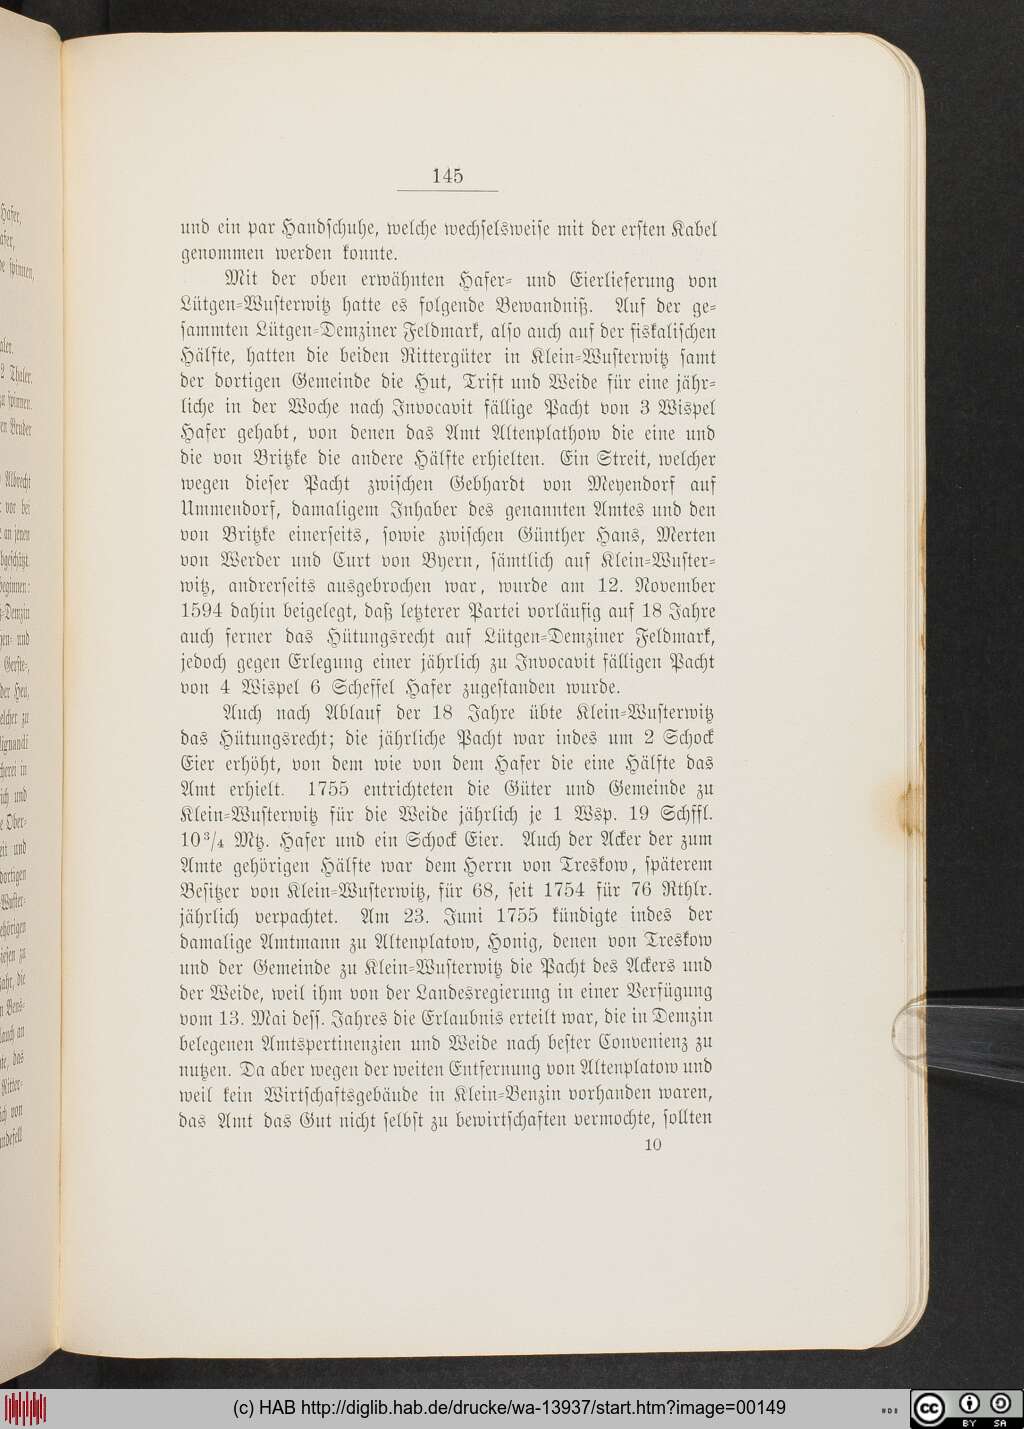 145
und ein par Handschuhe, welche wechselsweise mit der ersten Kabel
genommen werden konnte.
Mit der oben erwähnten Hafer- und Eierlieferung von
Lütgen-Wusterwitz hatte es folgende Bewandniß. Auf der ge-
sammten Lütgen-Demziner Feldmark, also auch auf der fiskalischen
Hälfte, hatten die beiden Rittergüter in Klein-Wusterwitz samt
der dortigen Gemeinde die Hut, Trift und Weide für eine jähr-
liche in der Woche nach Invocavit fällige Pacht von 3 Wispel
Hafer gehabt, von denen das Amt Altenplathow die eine und
die von Britzke die andere Hälfte erhielten. Ein Streit, welcher
wegen dieser Pacht zwischen Gebhardt von Meyendorf auf
Ummendorf, damaligem Inhaber des genannten Amtes und den
von Britzke einerseits, sowie zwischen Günther Hans, Merten
von Werder und Curt von Byern, sämtlich auf Klein-Wuster-
witz, andrerseits ausgebrochen war, wurde am 12. November
1594 dahin beigelegt, daß letzterer Partei vorläufig auf 18 Jahre
auch ferner das Hütungsrecht auf Lütgen-Demziner Feldmark,
jedoch gegen Erlegung einer jährlich zu Invocavit fälligen Pacht
von 4 Wispel 6 Scheffel Hafer zugestanden wurde.
Auch nach Ablauf der 18 Jahre übte Klein-Wusterwitz
das Hütungsrecht; die jährliche Pacht war indes um 2 Schock
Eier erhöht, von dem wie von dem Hafer die eine Hälfte das
Amt erhielt. 1755 entrichteten die Güter und Gemeinde zu
Klein-Wusterwitz für die Weide jährlich je 1 Wsp. 19 Schffl.
10 3/4 Mtz. Hafer und ein Schock Eier. Auch der Acker der zum
Amte gehörigen Hälfte war dem Herrn von Treskow, späterem
Besitzer von Klein-Wusterwitz, für 68, seit 1754 für 76 Rthlr.
jährlich verpachtet. Am 23. Juni 1755 kündigte indes der
damalige Amtmann zu Altenplatow, Honig, denen von Treskow
und der Gemeinde zu Klein-Wusterwitz die Pacht des Ackers und
der Weide, weil ihm von der Landesregierung in einer Verfügung
vom 13. Mai dess. Jahres die Erlaubnis erteilt war, die in Demzin
belegenen Amtspertinenzien und Weide nach bester Convenienz zu
nutzen. Da aber wegen der weiten Entfernung von Altenplatow und
weil kein Wirtschaftsgebäude in Klein-Benzin vorhanden waren,
das Amt das Gut nicht selbst zu bewirtschaften vermochte, sollten
10
(c) HAB http://diglib.hab.de/drucke/wa-13937/start.htm?image=00149
CC BY SA